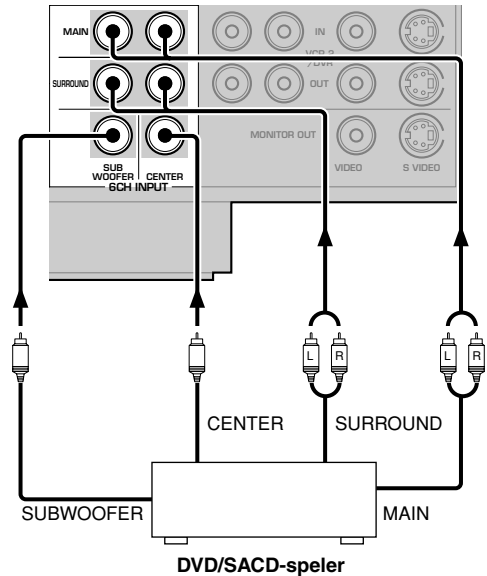 MAIN
IN
VCR 2
/DVR
SURROUND
OUT
MONITOR OUT
SUB
WOOFER
CENTER
VIDEO
S VIDEO
6CH INPUT
L
R
L
R
CENTER
SURROUND
SUBWOOFER
MAIN
DVD/SACD-speler